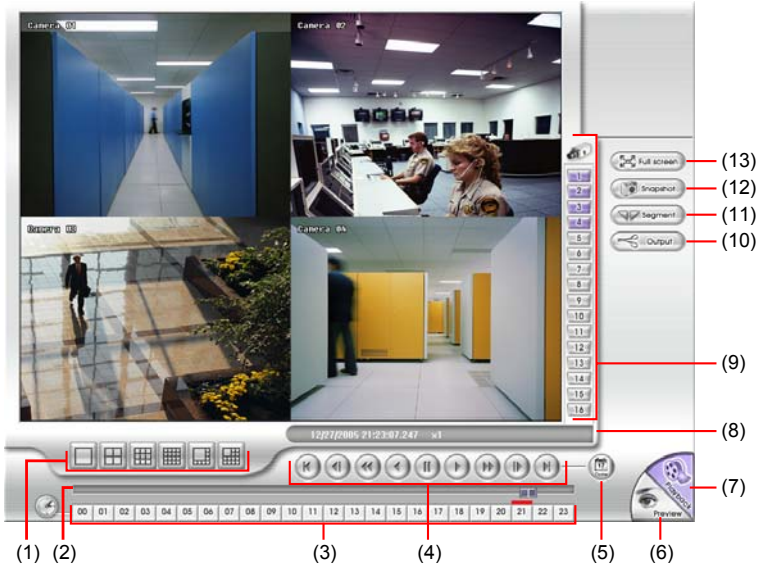 Camera 01
Camera 02
Camera 03
Camera 04
1
2
3
4
5
6
7
8
9
10
11
12
13
14
15
16
Full screen
Snapshot
Segment
Output
(13)
(12)
(11)
(10)
(9)
(8)
12/27/2005 21:23:07.247 x1
Playback
Preview
(7)
00 01 02 03 04 05 06 07 08 09 10 11 12 13 14 15 16 17 18 19 20 21 22 23
(1) (2) (3) (4) (5) (6)